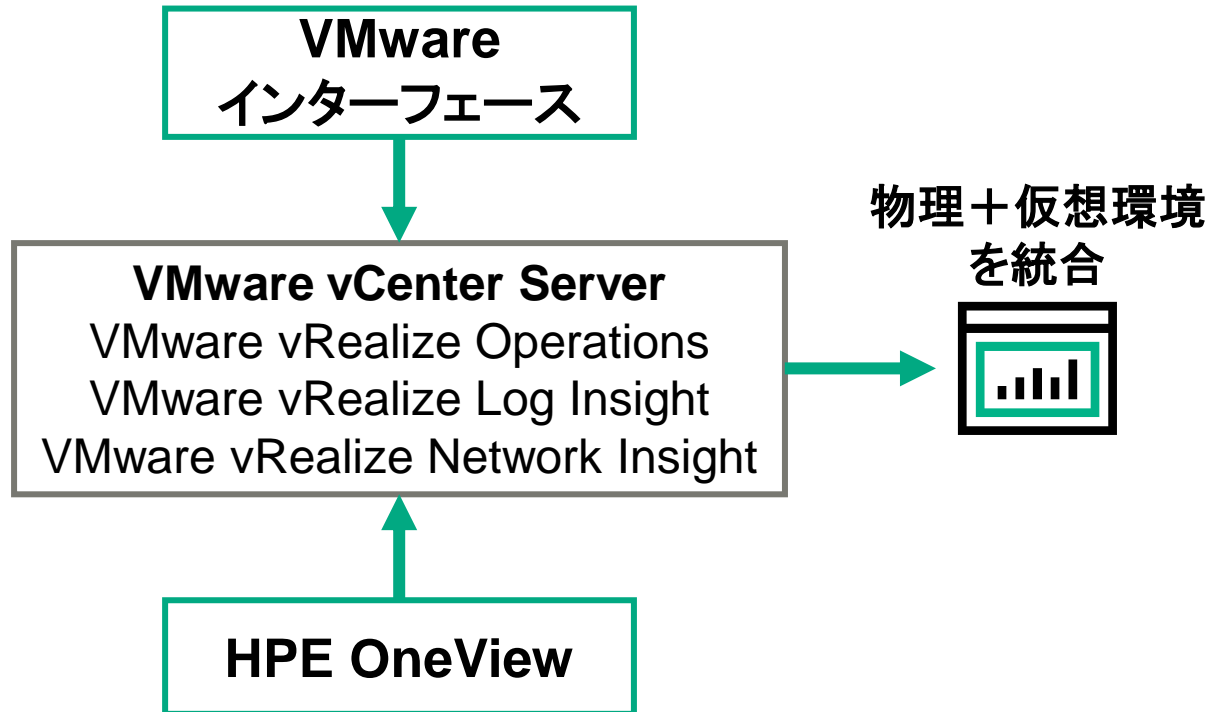 VMware
インターフェース
VMware vCenter Server
VMware vRealize Operations
VMware vRealize Log Insight
VMware vRealize Network Insight
物理＋仮想環境
を統合
HPE OneView